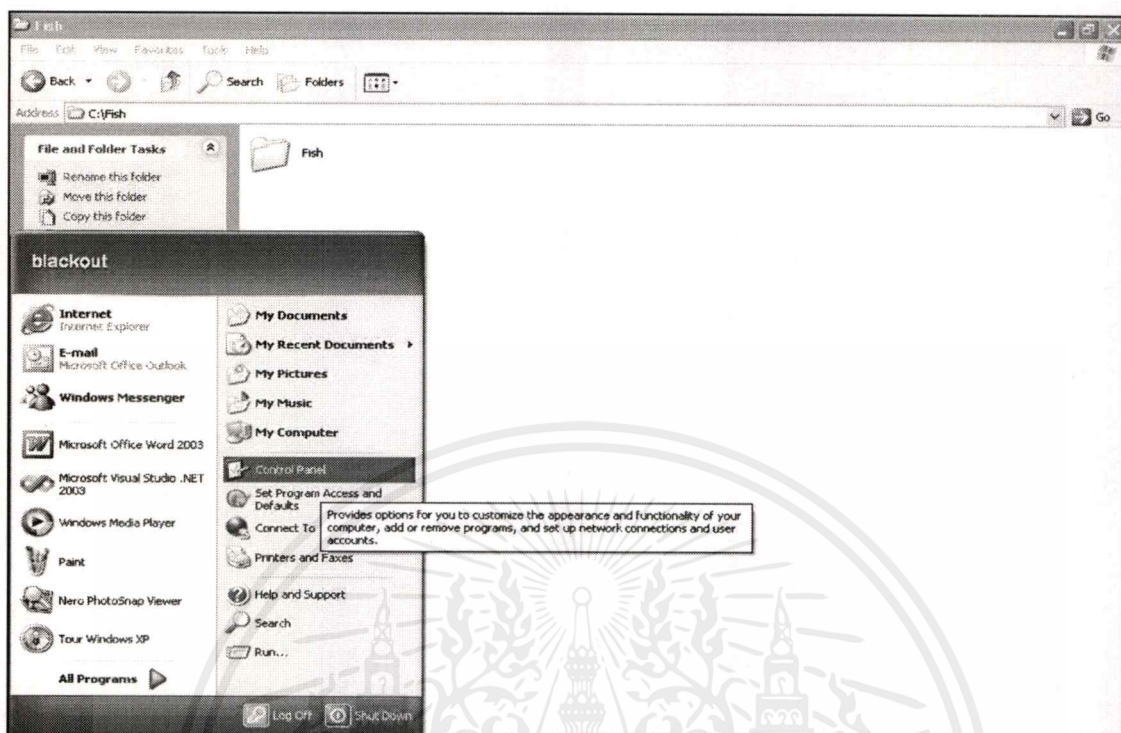 Fish
File Edit View Favorites Tools Help
Back Search Folders
Address C:\Fish Go
File and Folder Tasks
Rename this folder
Move this folder
Copy this folder
Fish
blackout
Internet
Internet Explorer
E-mail
Microsoft Office Outlook
Windows Messenger
Microsoft Office Word 2003
Microsoft Visual Studio .NET
2003
Windows Media Player
Paint
Nero PhotoSnap Viewer
Tour Windows XP
All Programs
My Documents
My Recent Documents
My Pictures
My Music
My Computer
Control Panel
Set Program Access and
Defaults
Connect To
Printers and Faxes
Help and Support
Search
Run...
Provides options for you to customize the appearance and functionality of your
computer, add or remove programs, and set up network connections and user
accounts.
Log Off Shut Down